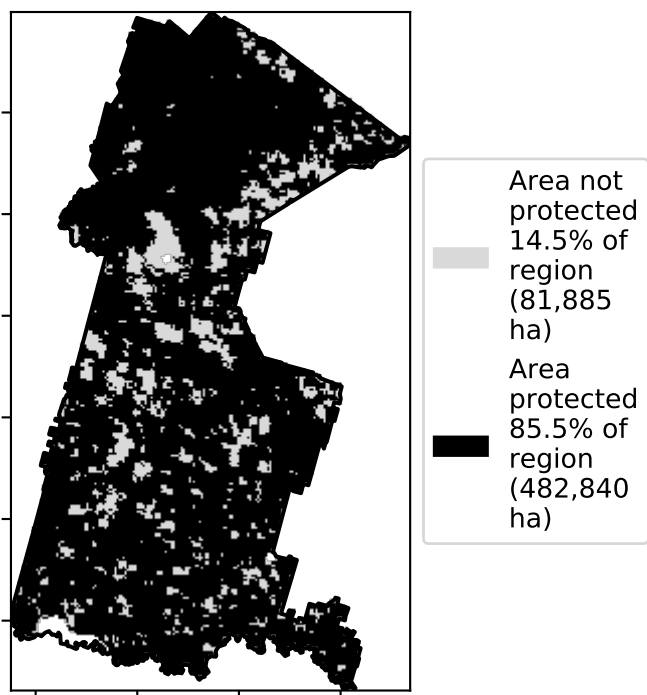 Area not
protected
14.5% of
region
(81,885
ha)
Area
protected
85.5% of
region
(482,840
ha)